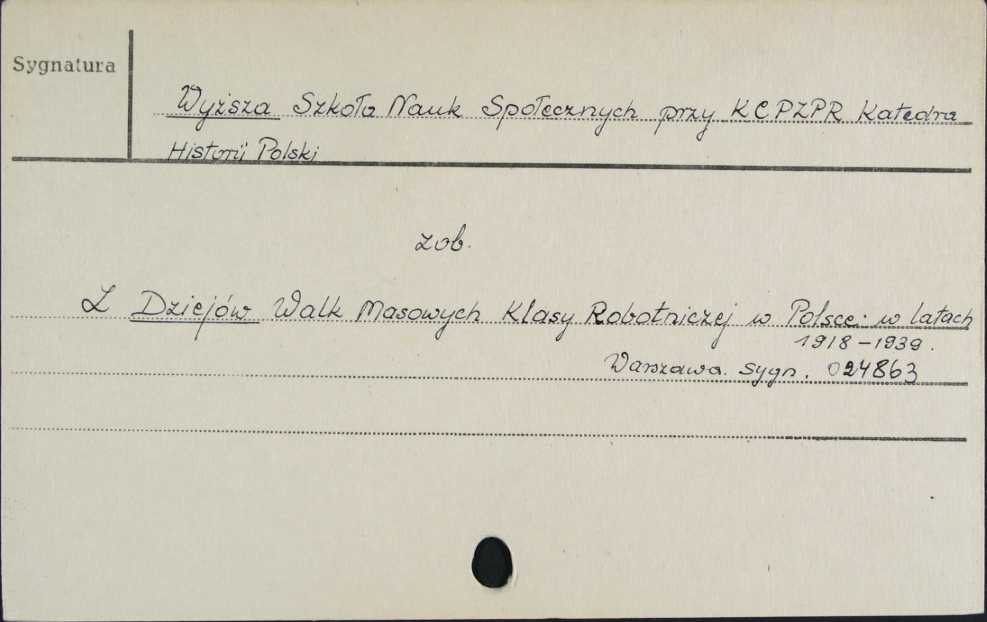 Sygnatura
Wyższa Szkoła Nauk Społecznych przy KCPZPR Katedra
Historii Polski
zob.
Z Dziejów Walk Masowych Klasy Robotniczej w Polsce w latach
1918-1939.
Warszawa. sygn. 024863